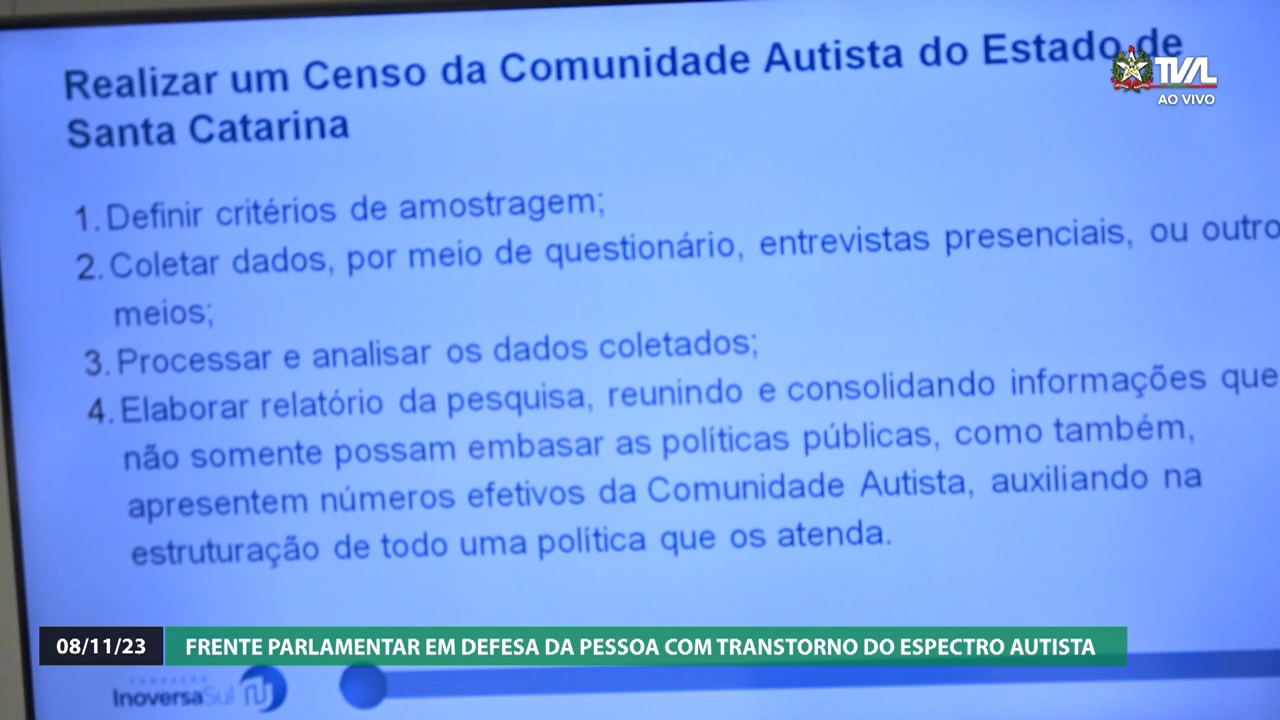 Realizar um Censo da Comunidade Autista do Estado de
Santa Catarina
TVAL
AO VIVO
1. Definir critérios de amostragem;
2. Coletar dados, por meio de questionário, entrevistas presenciais, ou outro
meios;
3. Processar e analisar os dados coletados;
4. Elaborar relatório da pesquisa, reunindo e consolidando informações que
não somente possam embasar as políticas públicas, como também,
apresentem números efetivos da Comunidade Autista, auxiliando na
estruturação de todo uma política que os atenda.
08/11/23 FRENTE PARLAMENTAR EM DEFESA DA PESSOA COM TRANSTORNO DO ESPECTRO AUTISTA
FUNDAÇÃO
InoversaSul